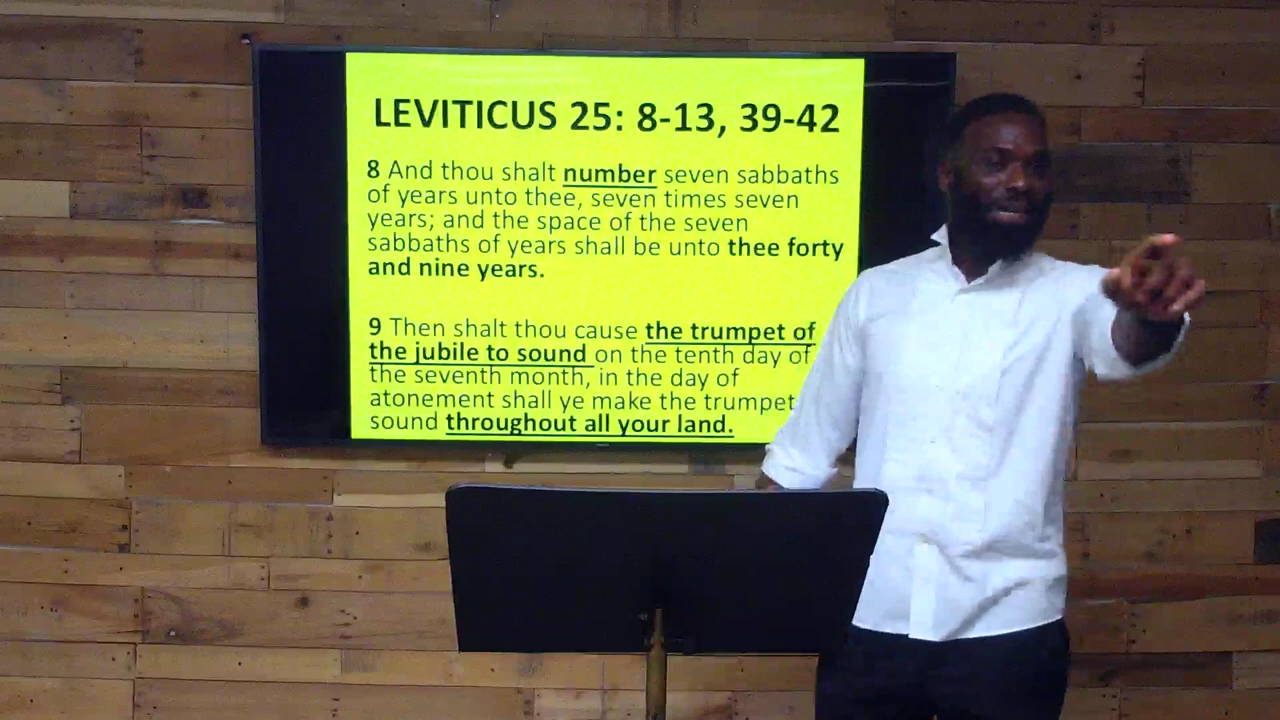 LEVITICUS 25: 8-13, 39-42
8 And thou shalt number seven sabbaths
of years unto thee, seven times seven
years; and the space of the seven
sabbaths of years shall be unto thee forty
and nine years.
9 Then shalt thou cause the trumpet of
the jubile to sound on the tenth day of
the seventh month, in the day of
atonement shall ye make the trumpet
sound throughout all your land.